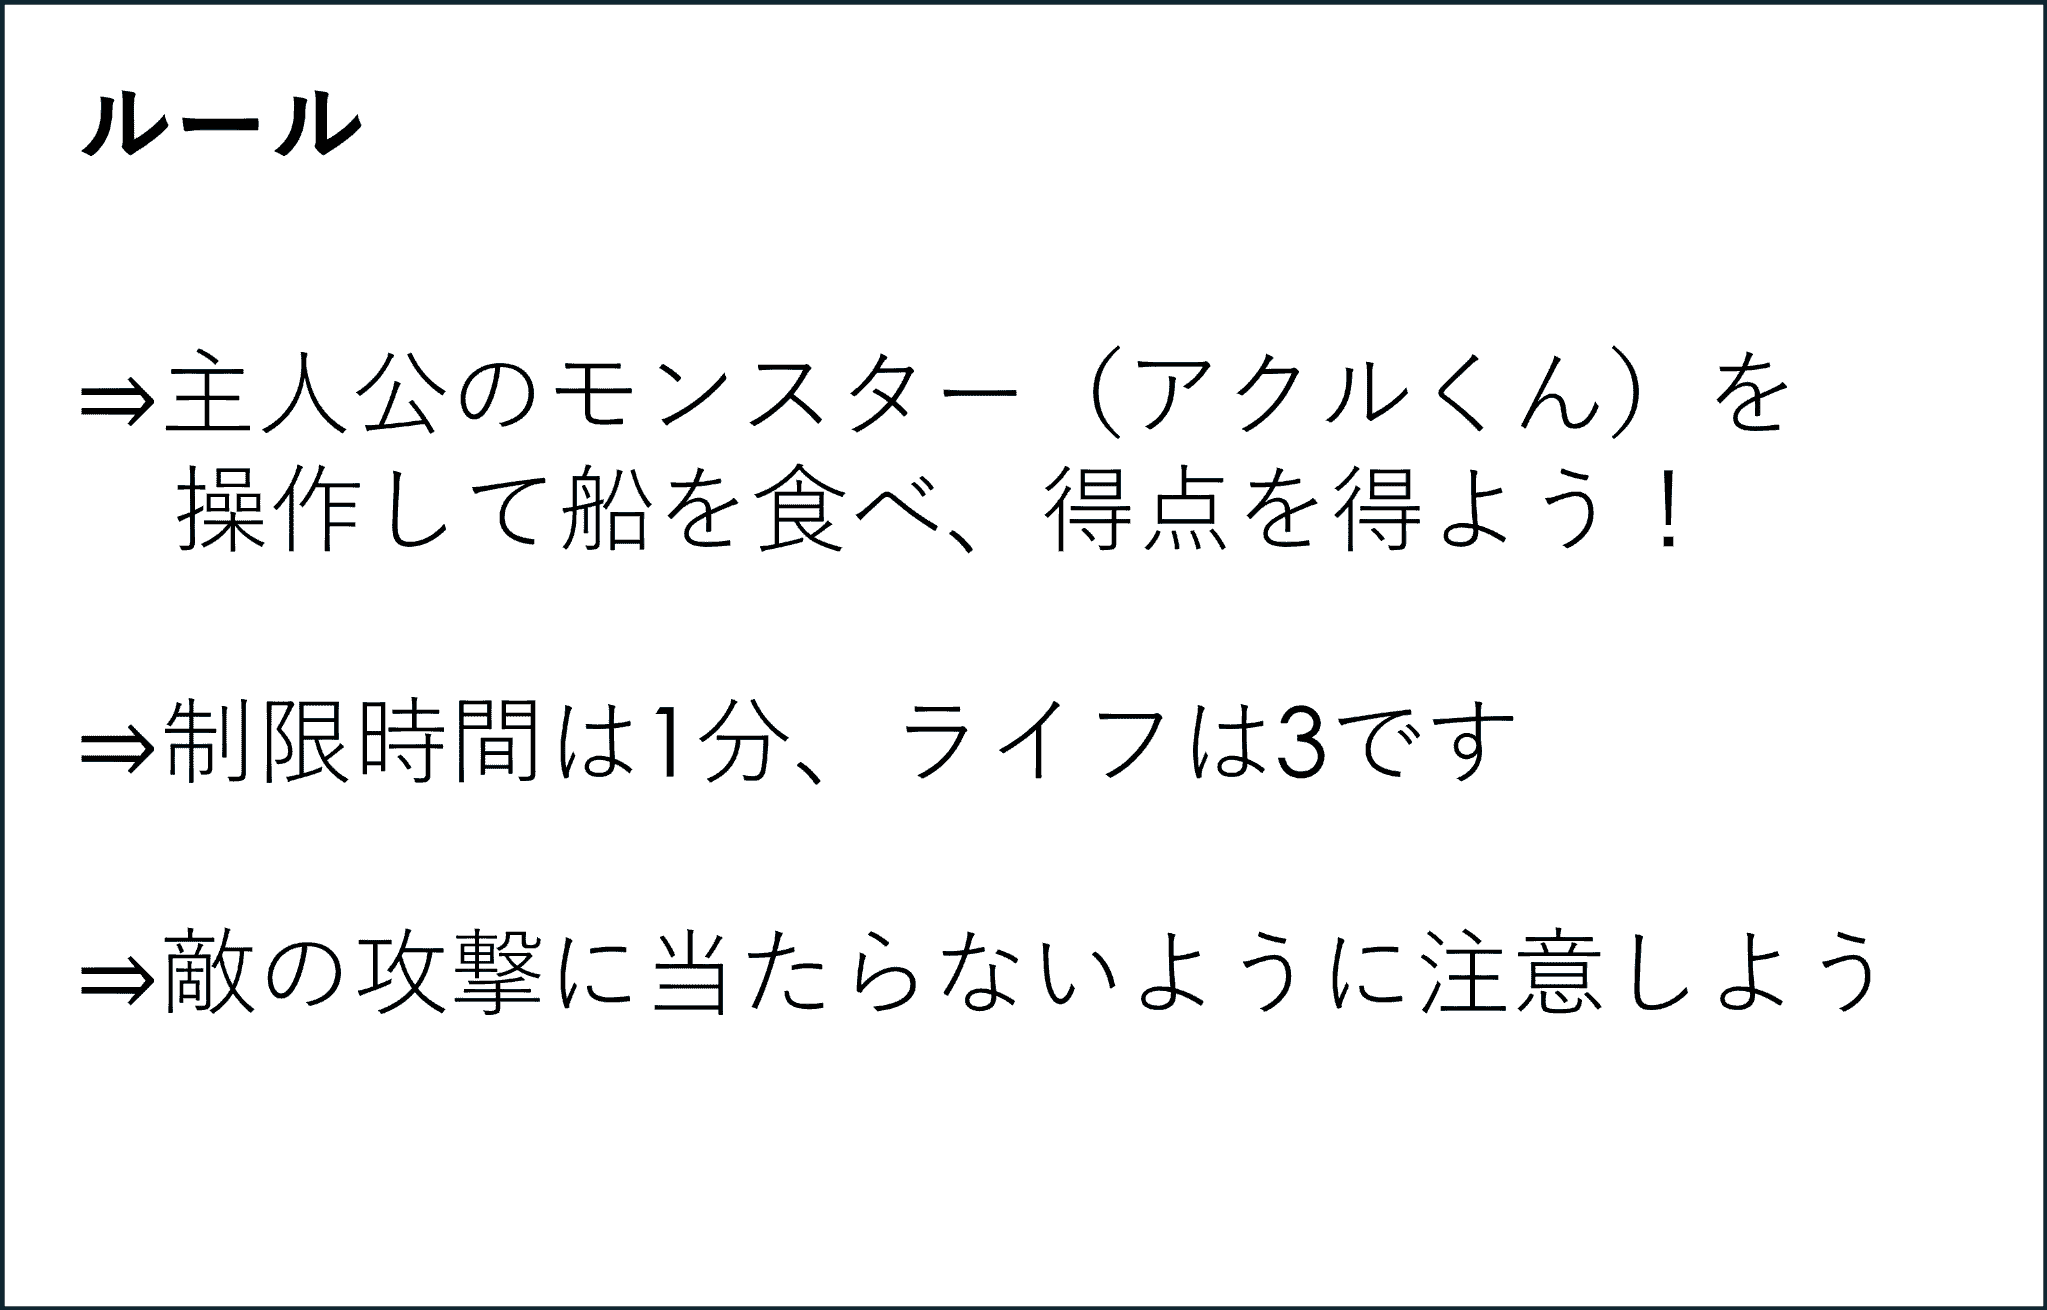 ルール
⇒主人公のモンスター（アクルくん）を
操作して船を食べ、得点を得よう！
⇒制限時間は1分、ライフは3です
⇒敵の攻撃に当たらないように注意しよう